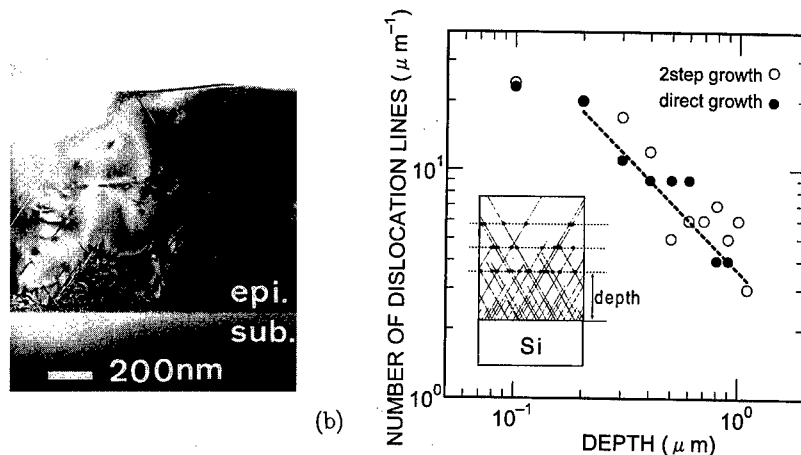 epi.
sub.
200nm
(b)
NUMBER OF DISLOCATION LINES (μm⁻¹)
10¹
10⁰
2step growth ○
direct growth ●
depth
Si
10⁻¹
10⁰
DEPTH (μm)